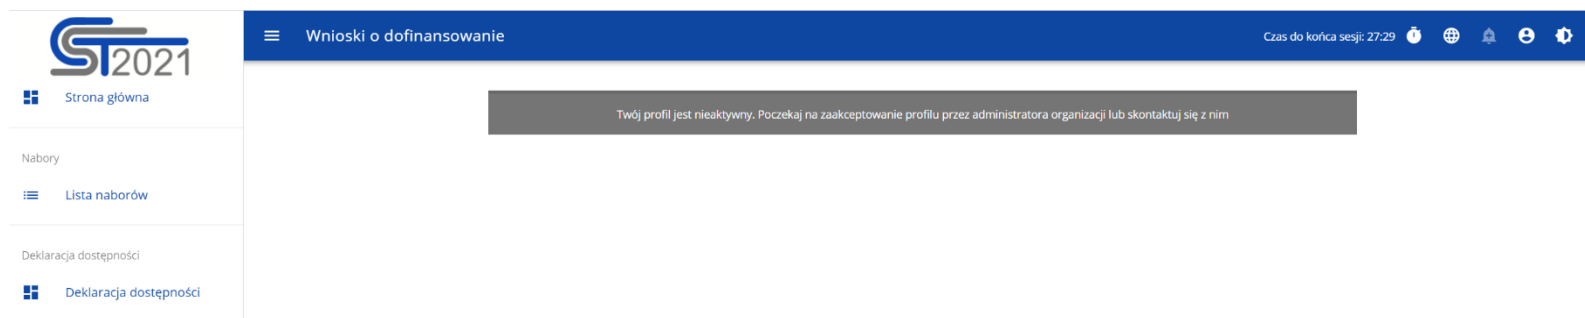 CST2021
Wnioski o dofinansowanie
Czas do końca sesji: 27:29
Strona główna
Twój profil jest nieaktywny. Poczekaj na zaakceptowanie profilu przez administratora organizacji lub skontaktuj się z nim
Nabory
Lista naborów
Deklaracja dostępności
Deklaracja dostępności